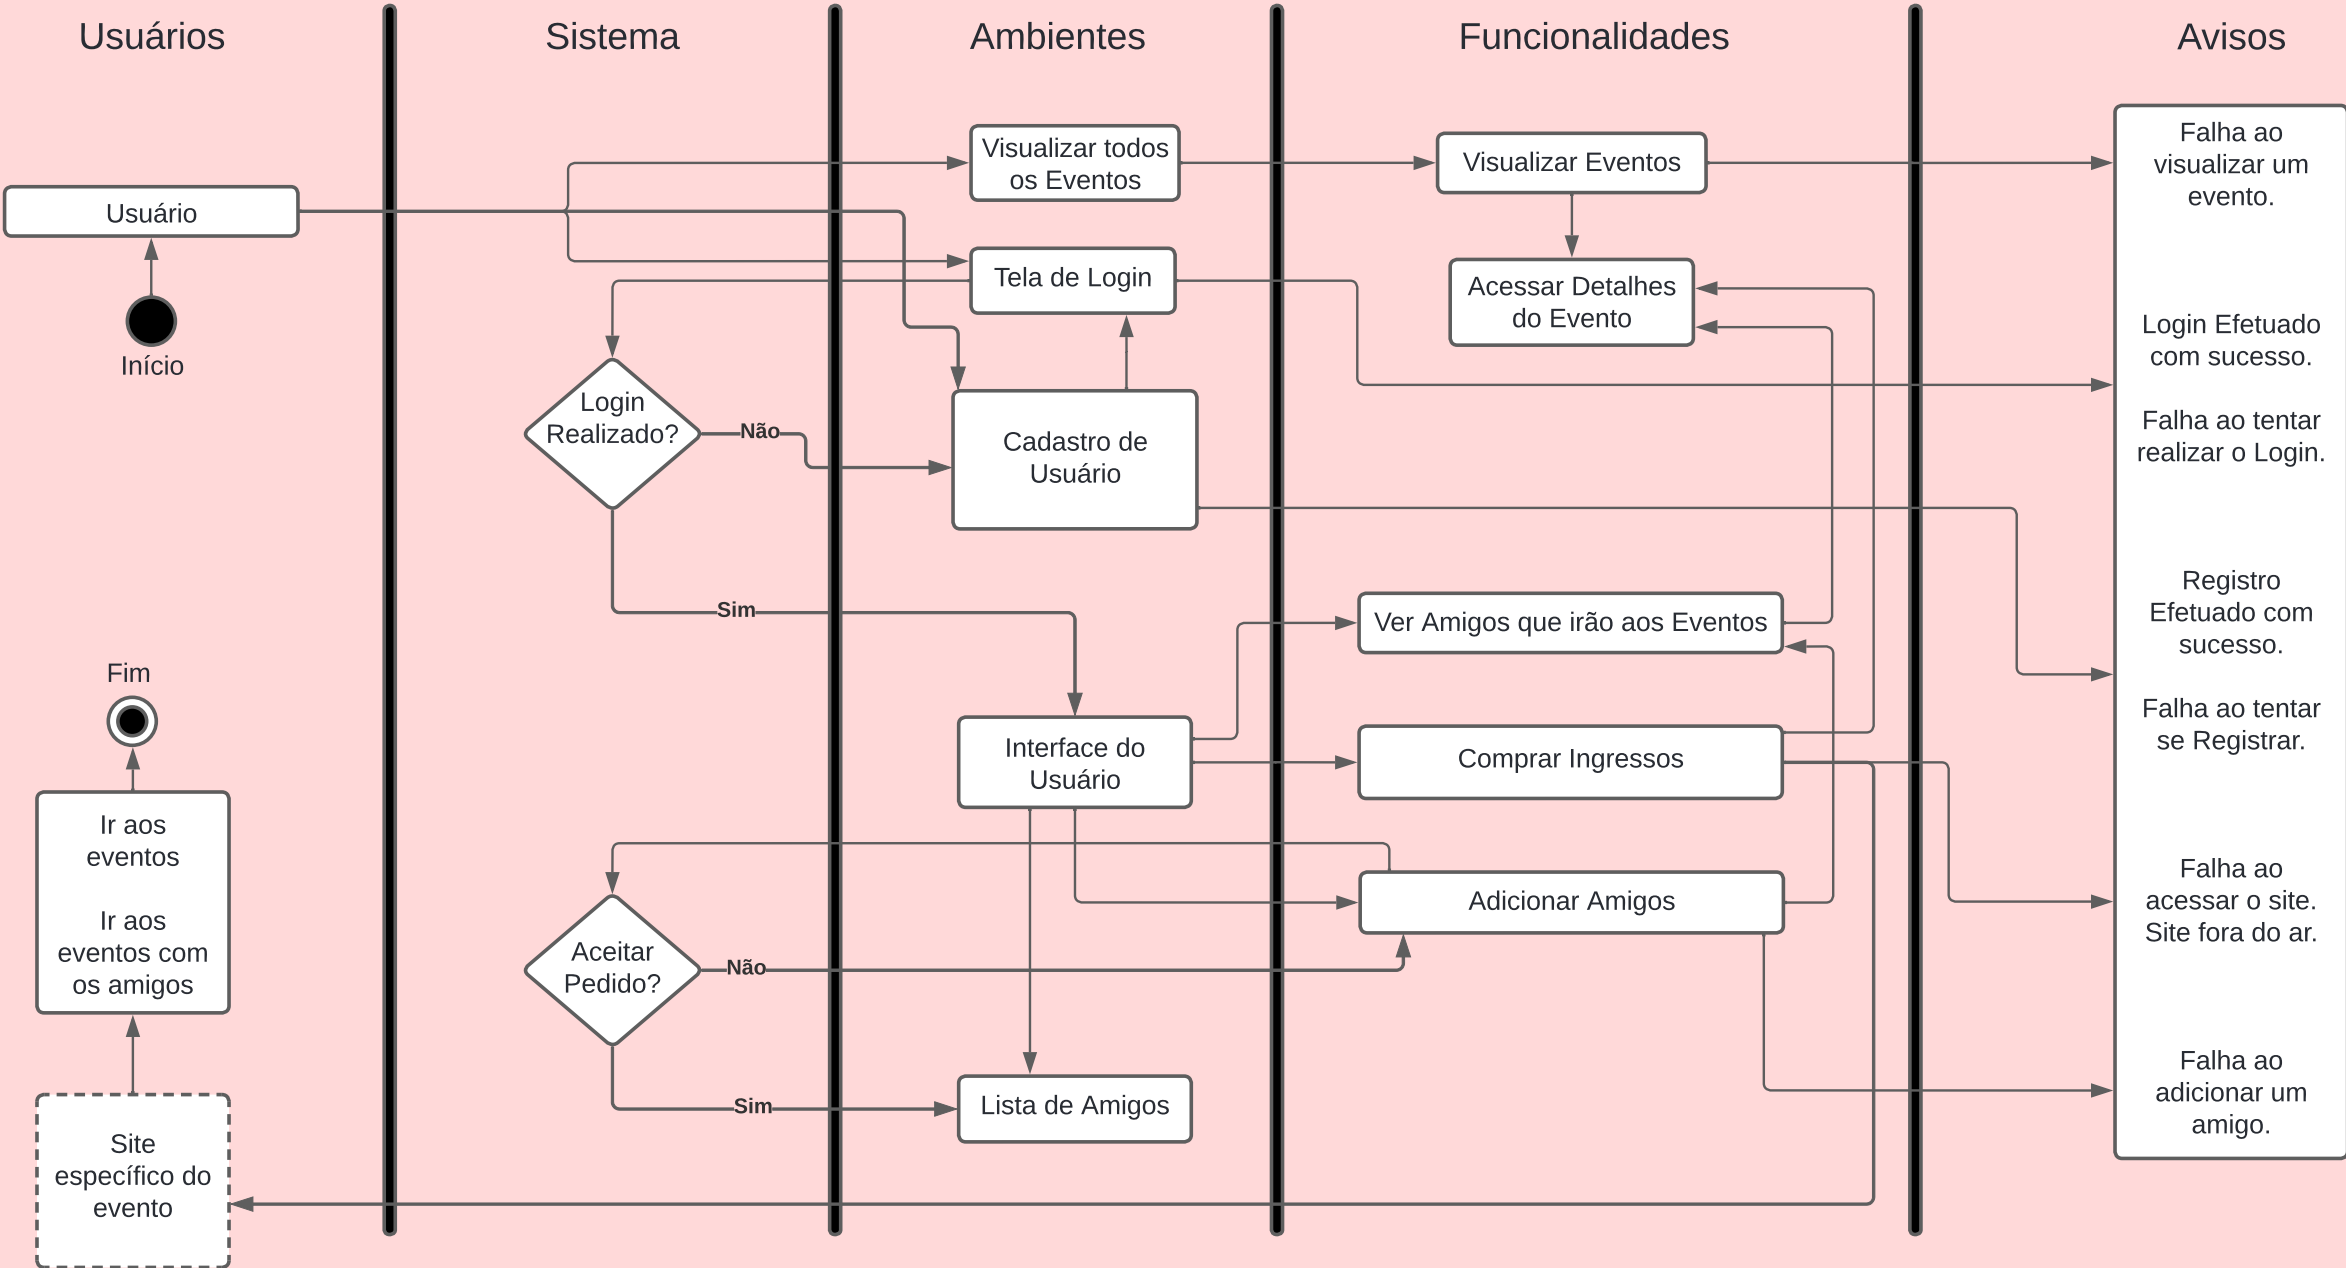 Usuários
Sistema
Ambientes
Funcionalidades
Avisos
Usuário
Início
Fim
Ir aos
eventos
Ir aos
eventos com
os amigos
Site
específico do
evento
Login
Realizado?
Não
Sim
Aceitar
Pedido?
Não
Sim
Visualizar todos
os Eventos
Tela de Login
Cadastro de
Usuário
Interface do
Usuário
Lista de Amigos
Visualizar Eventos
Acessar Detalhes
do Evento
Ver Amigos que irão aos Eventos
Comprar Ingressos
Adicionar Amigos
Falha ao
visualizar um
evento.
Login Efetuado
com sucesso.
Falha ao tentar
realizar o Login.
Registro
Efetuado com
sucesso.
Falha ao tentar
se Registrar.
Falha ao
acessar o site.
Site fora do ar.
Falha ao
adicionar um
amigo.